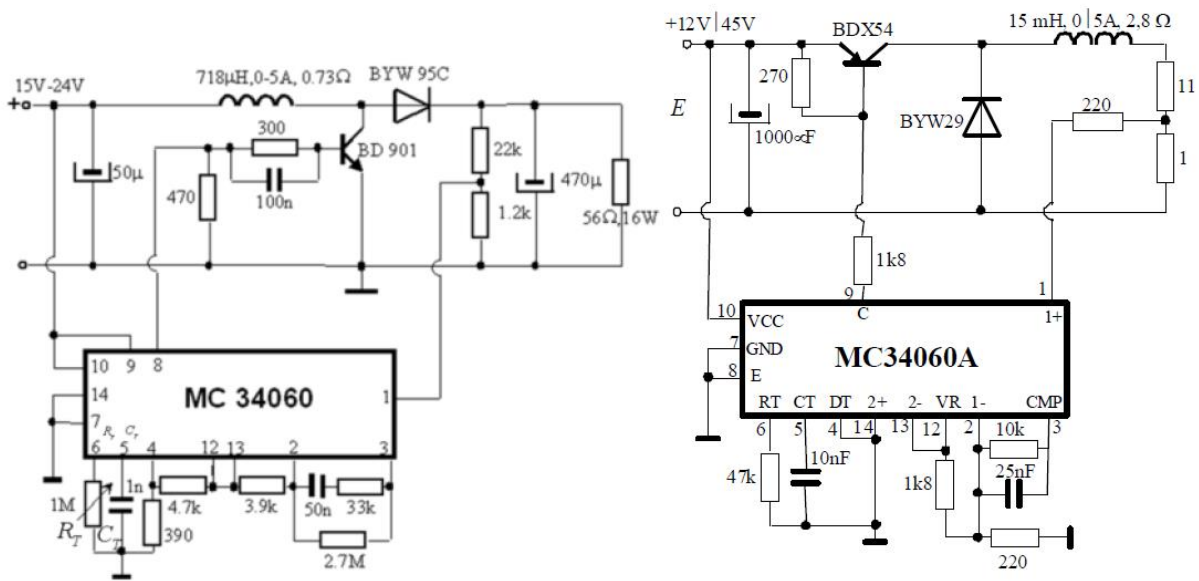 15V-24V
718µH,0-5A, 0.73Ω
BYW 95C
300
BD 901
50µ
470
100n
22k
1.2k
470µ
56Ω,16W
10
9
8
14
MC 34060
1
7
R_T
C_T
6
5
4
12
13
2
3
1M
1n
4.7k
3.9k
50n
33k
R_T
C_T
390
2.7M
+12V|45V
BDX54
15 mH, 0|5A, 2,8 Ω
270
11
E
220
1000∝F
BYW29
1
1k8
9
1
10
VCC
C
1+
7
GND
MC34060A
8
E
RT
CT
DT
2+
2-
VR
1-
CMP
6
5
4
14
13
12
2
3
10k
47k
10nF
1k8
25nF
220